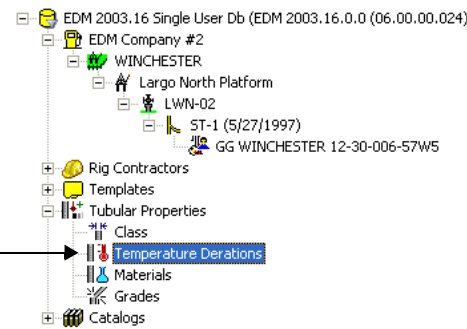 EDM 2003.16 Single User Db (EDM 2003.16.0.0 (06.00.00.024)
EDM Company #2
WINCHESTER
Largo North Platform
LWN-02
ST-1 (5/27/1997)
GG WINCHESTER 12-30-006-57W5
Rig Contractors
Templates
Tubular Properties
Class
Temperature Derations
Materials
Grades
Catalogs